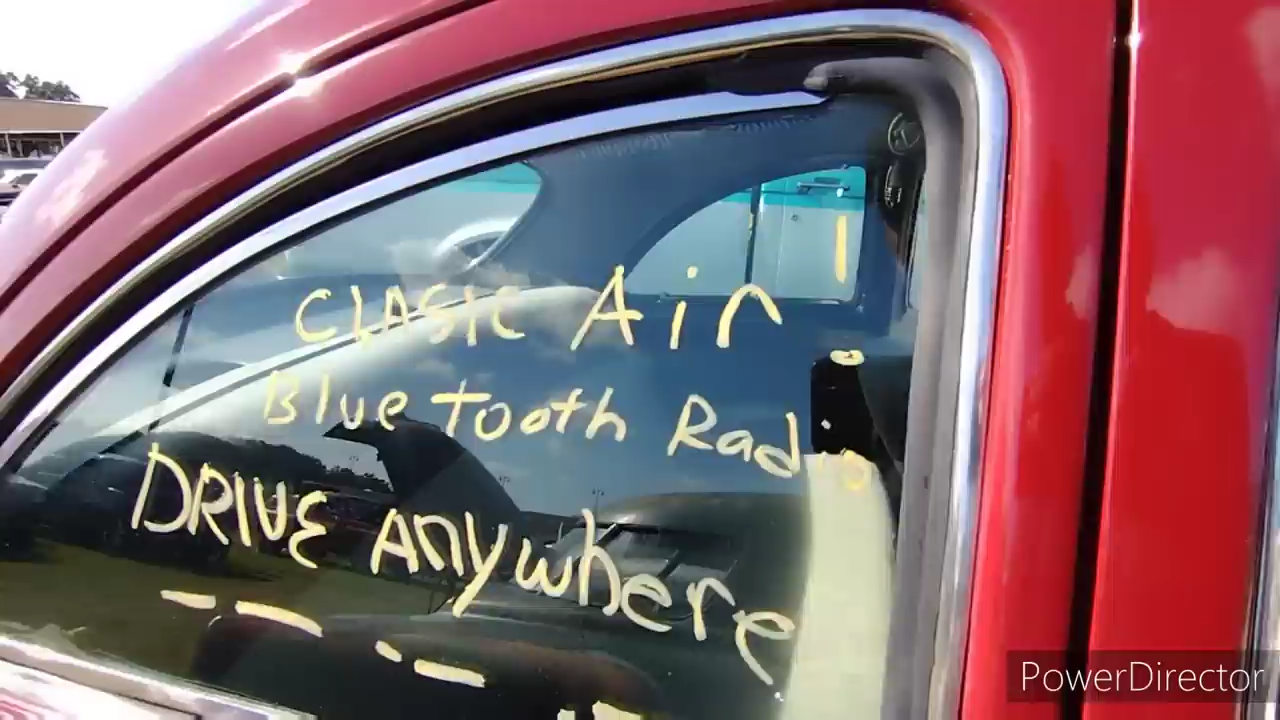 CLASIC Air !
Blue Tooth Radio
DRIVE Anywhere
PowerDirector